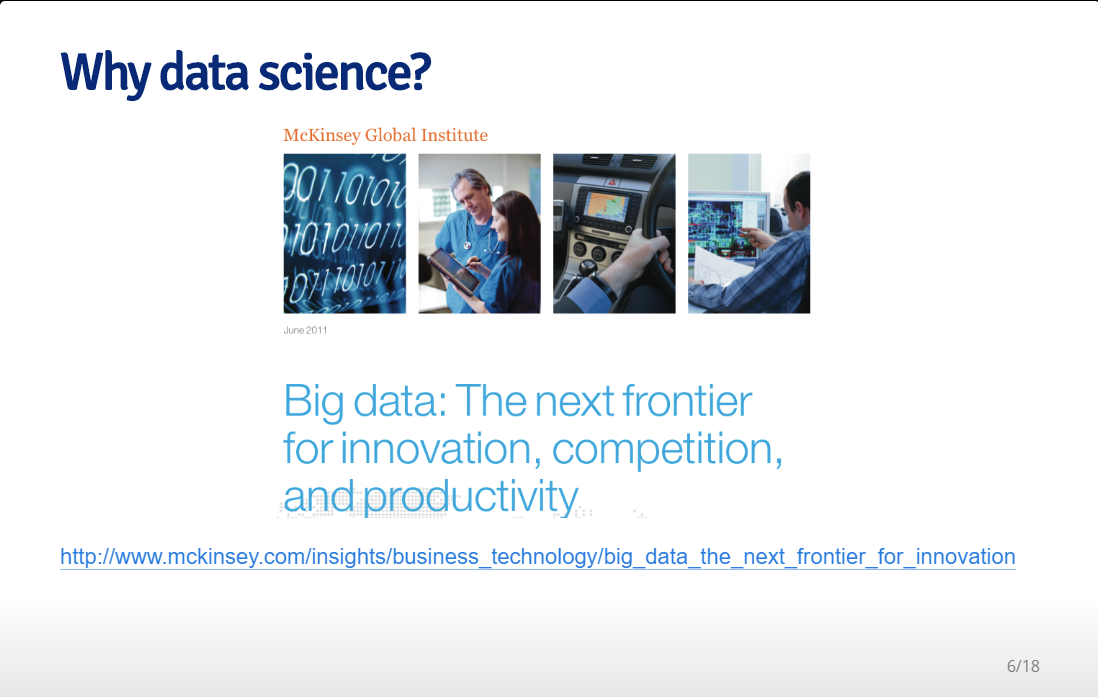 Why data science?
McKinsey Global Institute
June 2011
Big data: The next frontier
for innovation, competition,
and productivity
http://www.mckinsey.com/insights/business_technology/big_data_the_next_frontier_for_innovation
6/18